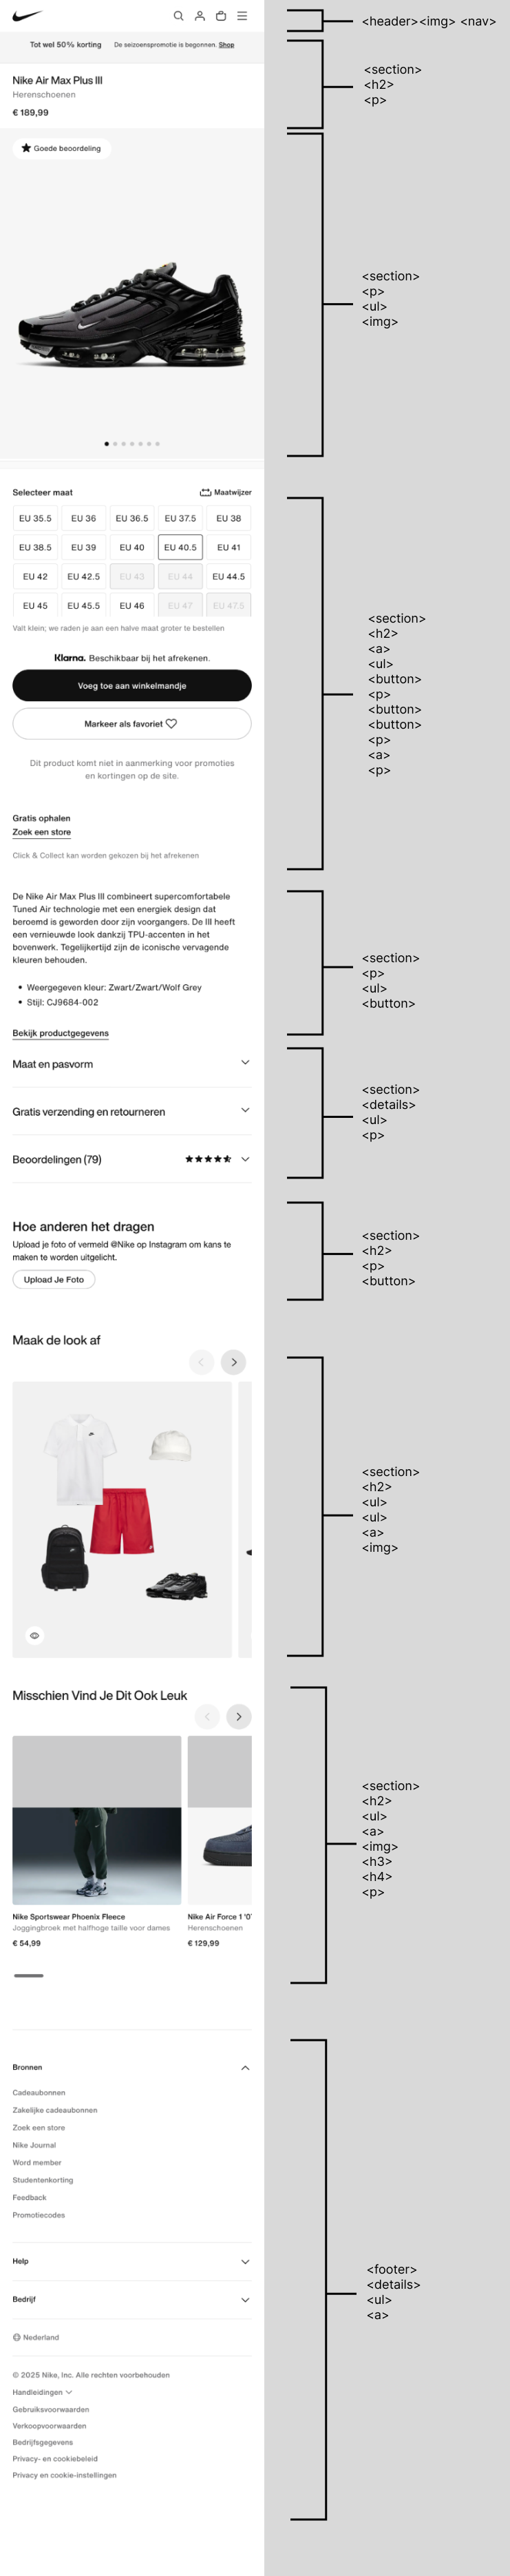 <header><img> <nav>
Tot wel 50% korting De seizoenspromotie is begonnen. Shop
Nike Air Max Plus III
Herenschoenen
€ 189,99
<section>
<h2>
<p>
Goede beoordeling
<section>
<p>
<ul>
<img>
Selecteer maat
Maatwijzer
EU 35.5 EU 36 EU 36.5 EU 37.5 EU 38
EU 38.5 EU 39 EU 40 EU 40.5 EU 41
EU 42 EU 42.5 EU 43 EU 44 EU 44.5
EU 45 EU 45.5 EU 46 EU 47 EU 47.5
Valt klein; we raden je aan een halve maat groter te bestellen
Klarna. Beschikbaar bij het afrekenen.
Voeg toe aan winkelmandje
Markeer als favoriet
Dit product komt niet in aanmerking voor promoties
en kortingen op de site.
Gratis ophalen
Zoek een store
Click & Collect kan worden gekozen bij het afrekenen
<section>
<h2>
<a>
<ul>
<button>
<p>
<button>
<button>
<p>
<a>
<p>
De Nike Air Max Plus III combineert supercomfortabele
Tuned Air technologie met een energiek design dat
beroemd is geworden door zijn voorgangers. De III heeft
een vernieuwde look dankzij TPU-accenten in het
bovenwerk. Tegelijkertijd zijn de iconische vervagende
kleuren behouden.
• Weergegeven kleur: Zwart/Zwart/Wolf Grey
• Stijl: CJ9684-002
Bekijk productgegevens
<section>
<p>
<ul>
<button>
Maat en pasvorm
Gratis verzending en retourneren
Beoordelingen (79)
<section>
<details>
<ul>
<p>
Hoe anderen het dragen
Upload je foto of vermeld @Nike op Instagram om kans te
maken te worden uitgelicht.
Upload Je Foto
<section>
<h2>
<p>
<button>
Maak de look af
<section>
<h2>
<ul>
<ul>
<a>
<img>
Misschien Vind Je Dit Ook Leuk
Nike Sportswear Phoenix Fleece
Joggingbroek met halfhoge taille voor dames
€ 54,99
Nike Air Force 1 '0
Herenschoenen
€ 129,99
<section>
<h2>
<ul>
<a>
<img>
<h3>
<h4>
<p>
Bronnen
Cadeaubonnen
Zakelijke cadeaubonnen
Zoek een store
Nike Journal
Word member
Studentenkorting
Feedback
Promotiecodes
Help
Bedrijf
Nederland
© 2025 Nike, Inc. Alle rechten voorbehouden
Handleidingen
Gebruiksvoorwaarden
Verkoopvoorwaarden
Bedrijfsgegevens
Privacy- en cookiebeleid
Privacy en cookie-instellingen
<footer>
<details>
<ul>
<a>